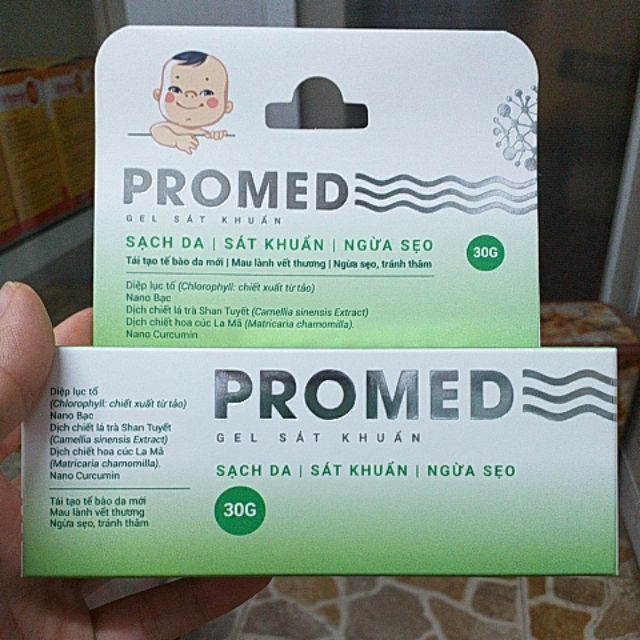 PROMED
GEL SÁT KHUẨN
SẠCH DA | SÁT KHUẨN | NGỪA SẸO
30G
Tái tạo tế bào da mới | Mau lành vết thương | Ngừa sẹo, tránh thâm
Diệp lục tố (Chlorophyll: chiết xuất từ tảo)
Nano Bạc
Dịch chiết lá trà Shan Tuyết (Camellia sinensis Extract)
Dịch chiết hoa cúc La Mã (Matricaria chamomilla).
Nano Curcumin
Diệp lục tố
(Chlorophyll: chiết xuất từ tảo)
Nano Bạc
Dịch chiết lá trà Shan Tuyết
(Camellia sinensis Extract)
Dịch chiết hoa cúc La Mã
(Matricaria chamomilla).
Nano Curcumin
Tái tạo tế bào da mới
Mau lành vết thương
Ngừa sẹo, tránh thâm
PROMED
GEL SÁT KHUẨN
SẠCH DA | SÁT KHUẨN | NGỪA SẸO
30G